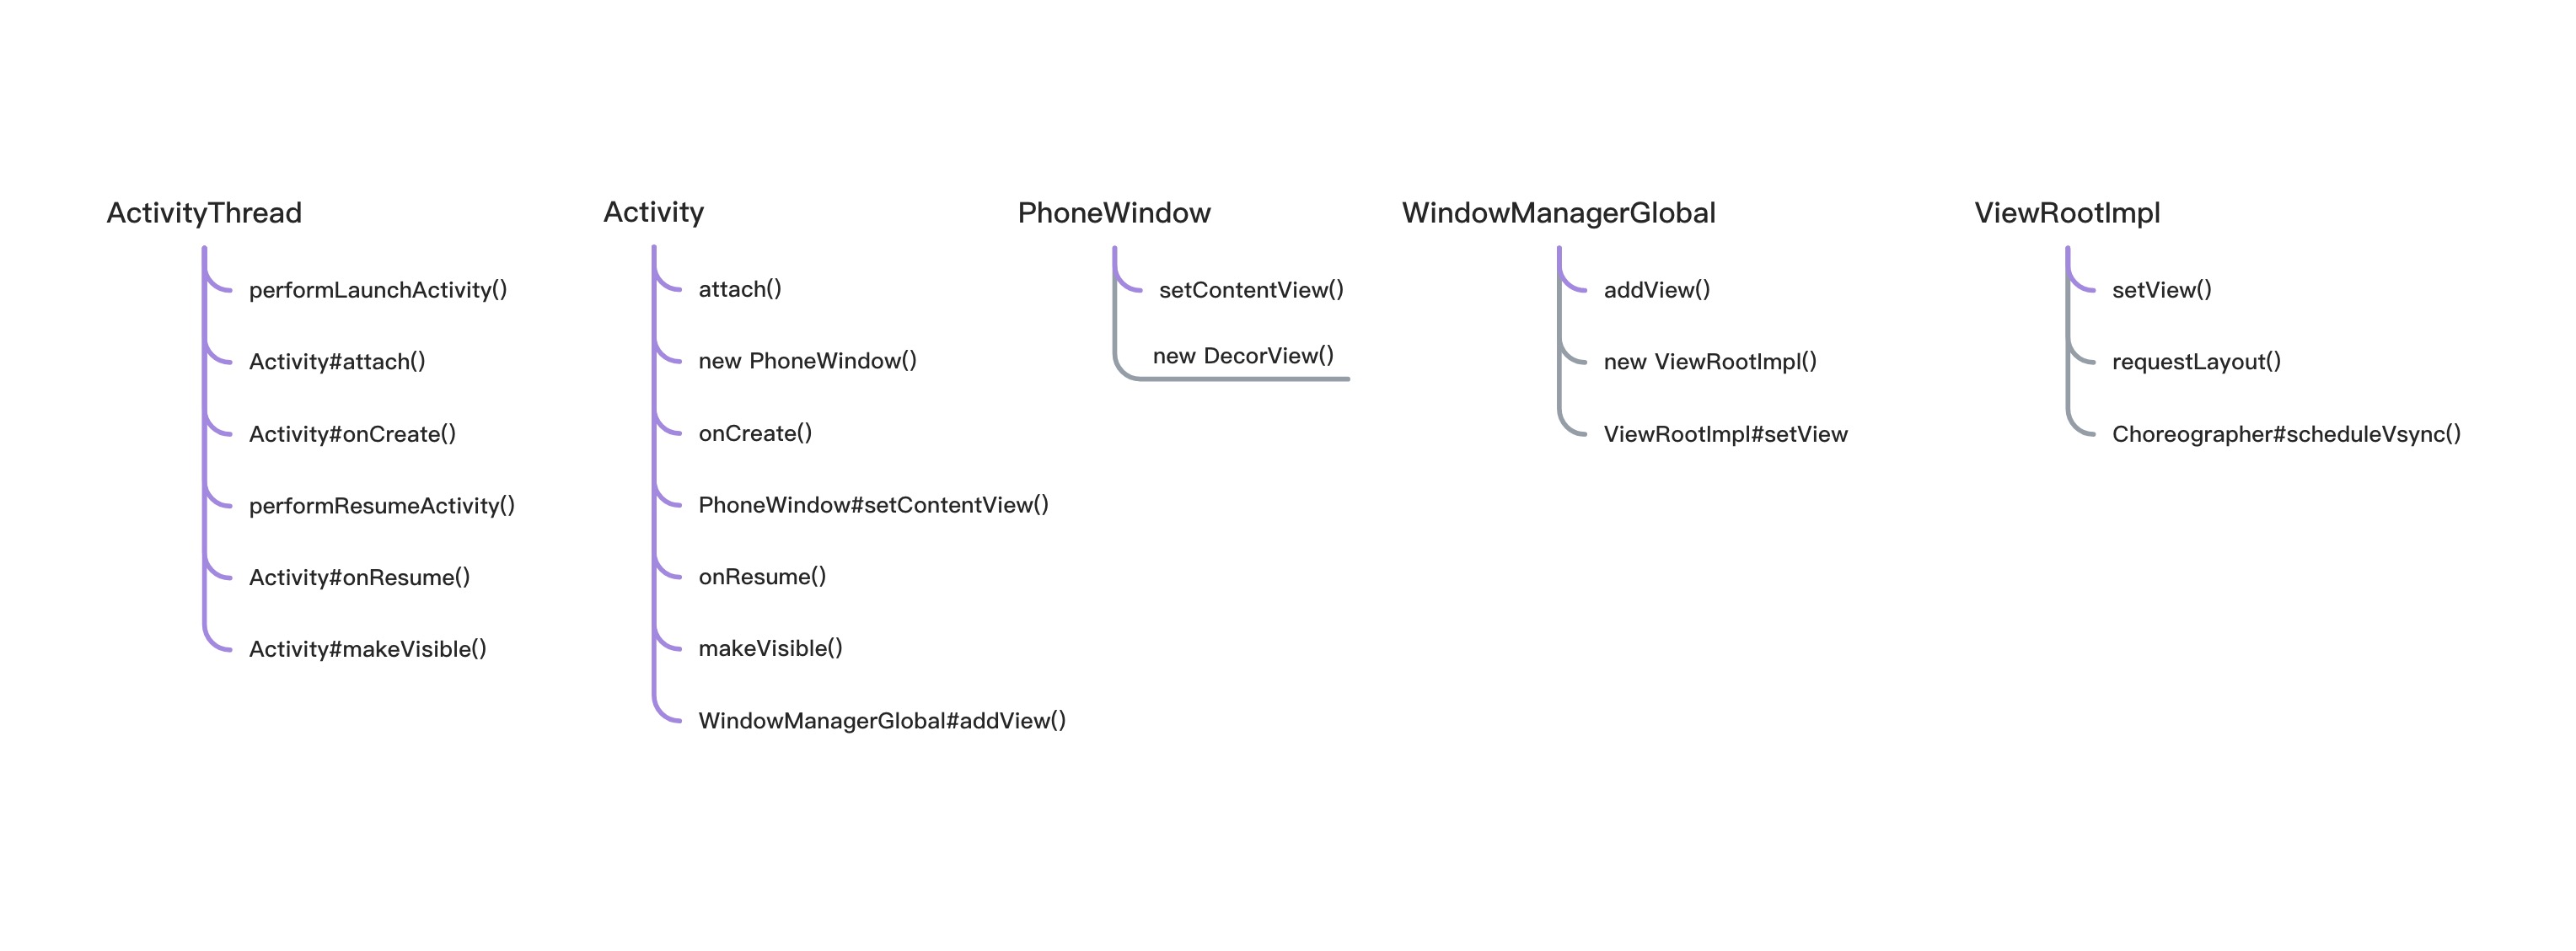 ActivityThread
performLaunchActivity()
Activity#attach()
Activity#onCreate()
performResumeActivity()
Activity#onResume()
Activity#makeVisible()
Activity
attach()
new PhoneWindow()
onCreate()
PhoneWindow#setContentView()
onResume()
makeVisible()
WindowManagerGlobal#addView()
PhoneWindow
setContentView()
new DecorView()
WindowManagerGlobal
addView()
new ViewRootImpl()
ViewRootImpl#setView
ViewRootImpl
setView()
requestLayout()
Choreographer#scheduleVsync()